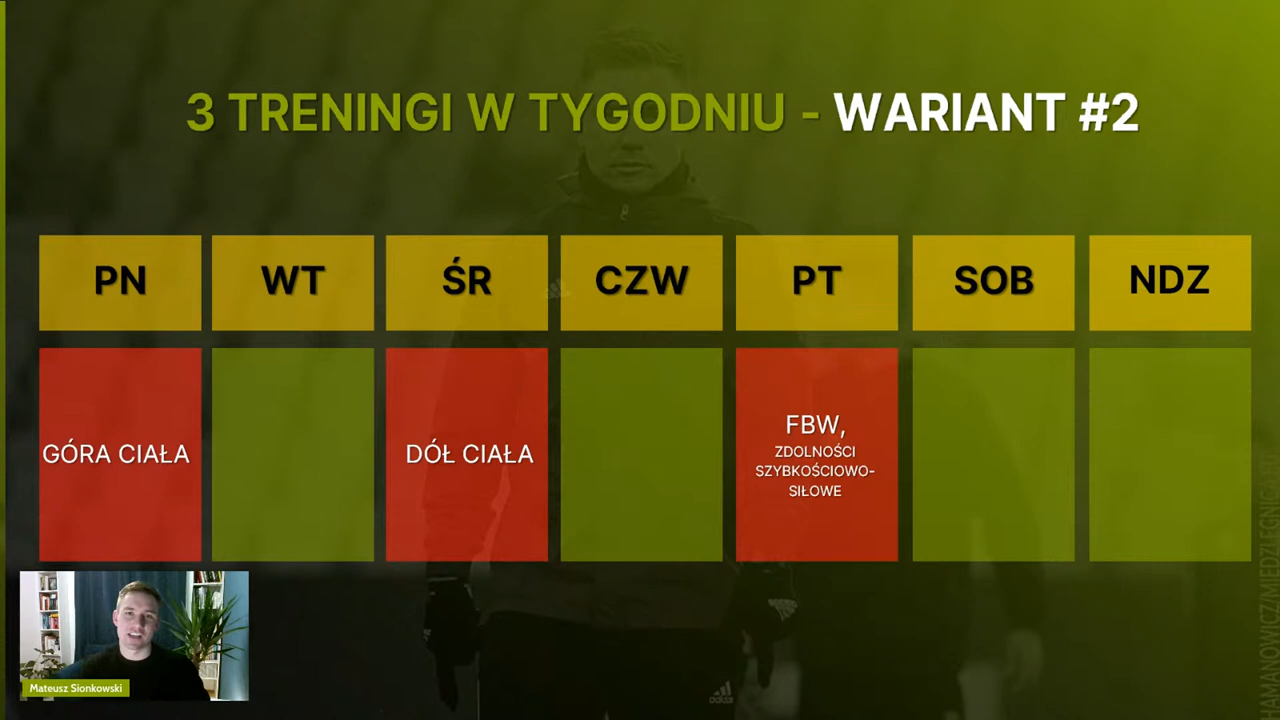 3 TRENINGI W TYGODNIU - WARIANT #2
PN WT ŚR CZW PT SOB NDZ
GÓRA CIAŁA
DÓŁ CIAŁA
FBW,
ZDOLNOŚCI
SZYBKOŚCIOWO-
SIŁOWE
Mateusz Sionkowski
adidas